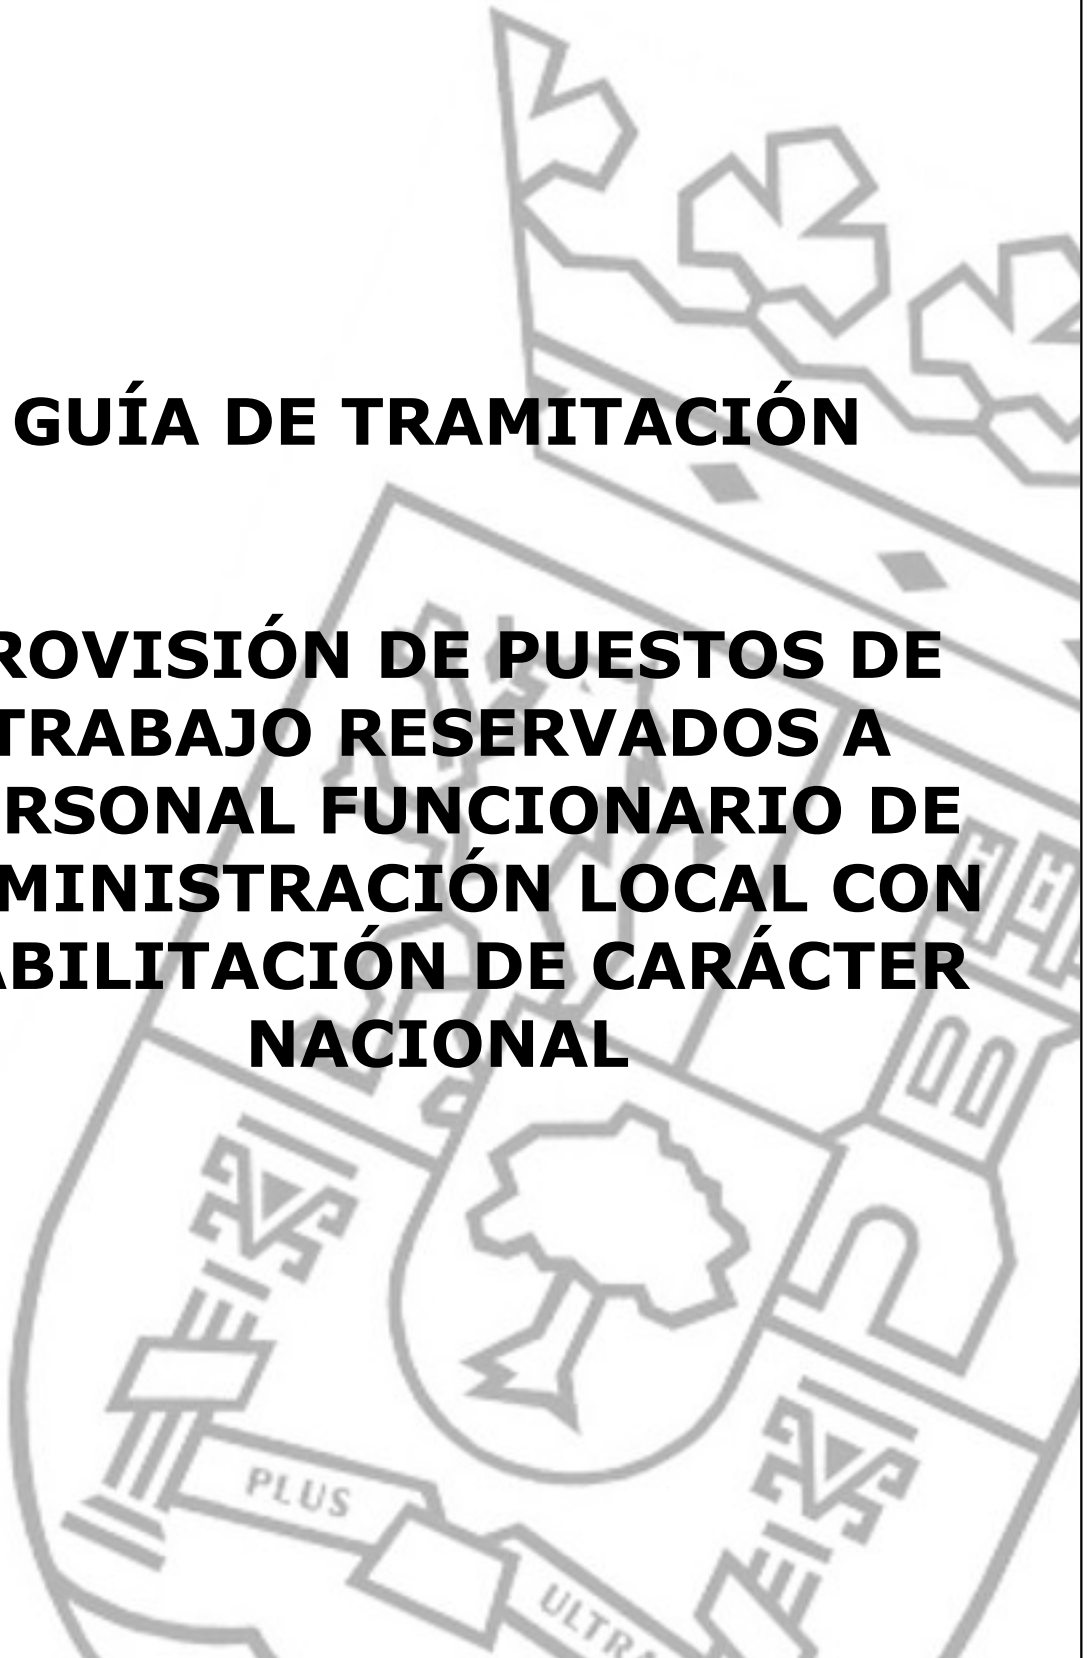 GUÍA DE TRAMITACIÓN
ROVISIÓN DE PUESTOS DE
TRABAJO RESERVADOS A
RSONAL FUNCIONARIO DE
MINISTRACIÓN LOCAL CON
ABILITACIÓN DE CARÁCTER
NACIONAL
PLUS
ULTRA